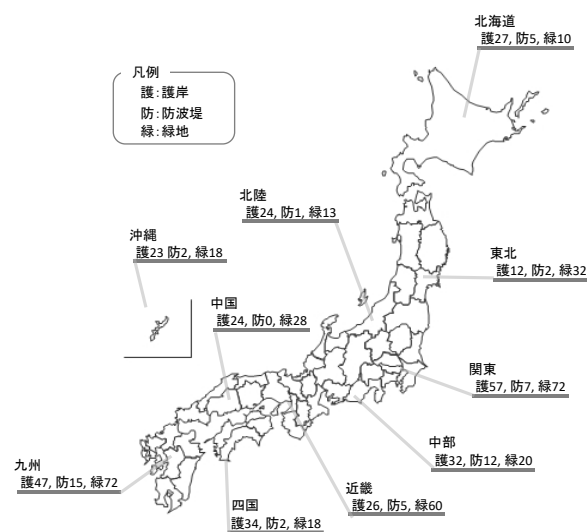 北海道
護27, 防5, 緑10
凡例
護：護岸
防：防波堤
緑：緑地
北陸
護24, 防1, 緑13
沖縄
護23 防2, 緑18
東北
護12, 防2, 緑32
中国
護24, 防0, 緑28
関東
護57, 防7, 緑72
中部
護32, 防12, 緑20
九州
護47, 防15, 緑72
近畿
護26, 防5, 緑60
四国
護34, 防2, 緑18